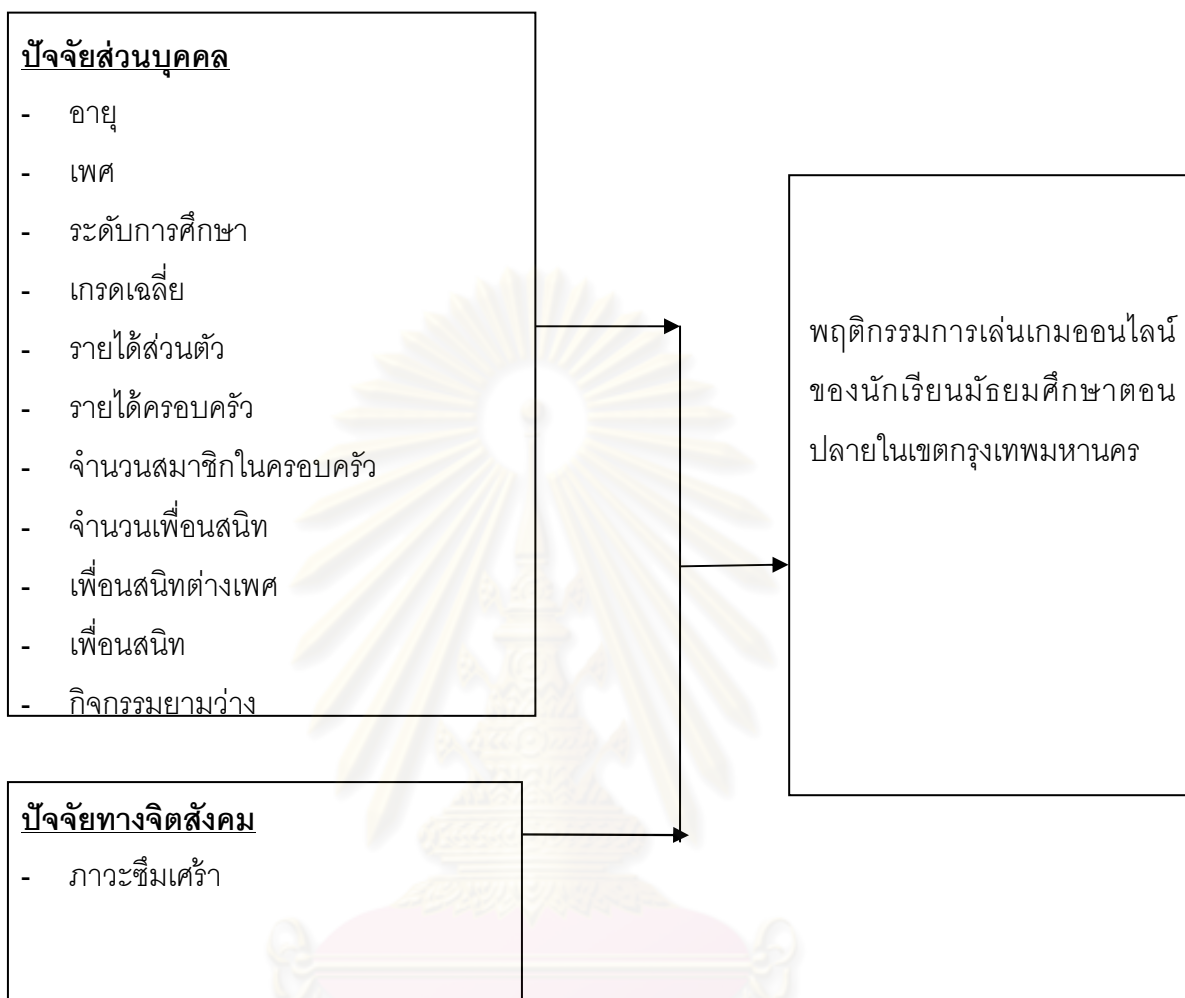 ปัจจัยส่วนบุคคล
- อายุ
- เพศ
- ระดับการศึกษา
- เกรดเฉลี่ย
- รายได้ส่วนตัว
- รายได้ครอบครัว
- จำนวนสมาชิกในครอบครัว
- จำนวนเพื่อนสนิท
- เพื่อนสนิทต่างเพศ
- เพื่อนสนิท
- กิจกรรมยามว่าง
พฤติกรรมการเล่นเกมออนไลน์
ของนักเรียนมัธยมศึกษาตอน
ปลายในเขตกรุงเทพมหานคร
ปัจจัยทางจิตสังคม
- ภาวะซึมเศร้า